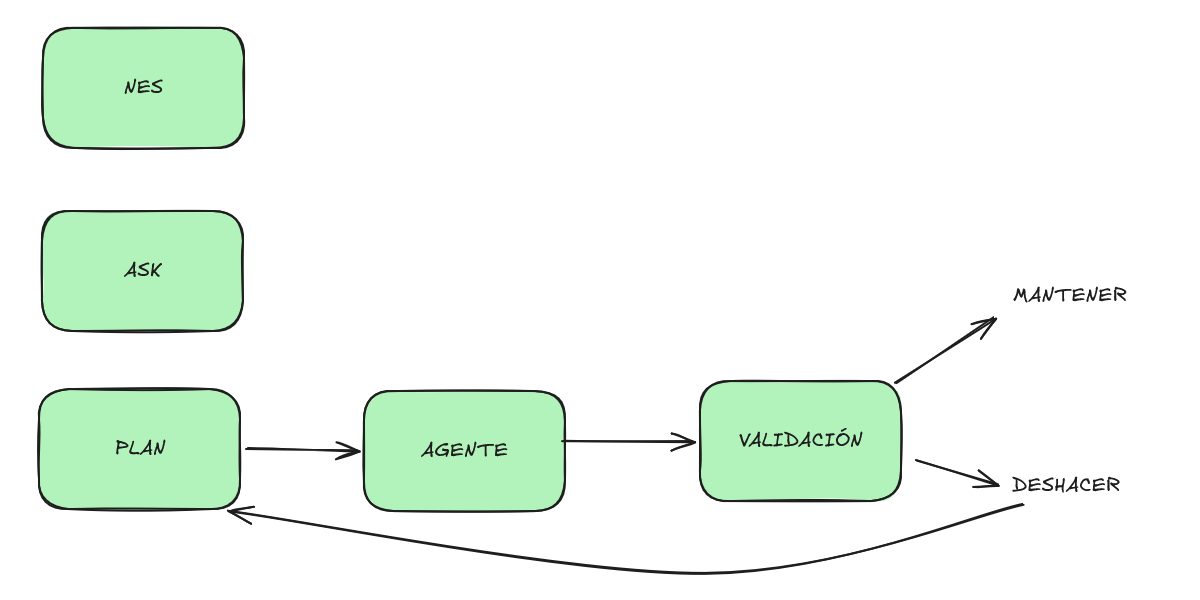 NES
ASK
MANTENER
PLAN
AGENTE
VALIDACIÓN
DESHACER